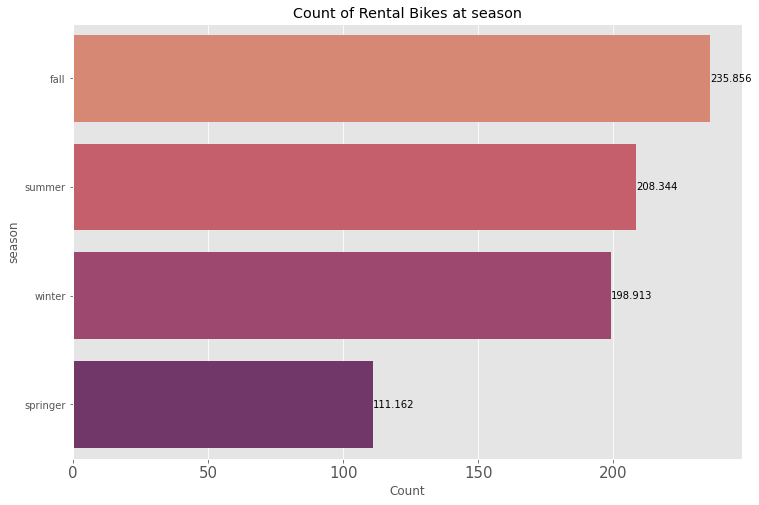 Count of Rental Bikes at season
fall
235.856
summer
208.344
season
winter
198.913
springer
111.162
0 50 100 150 200
Count